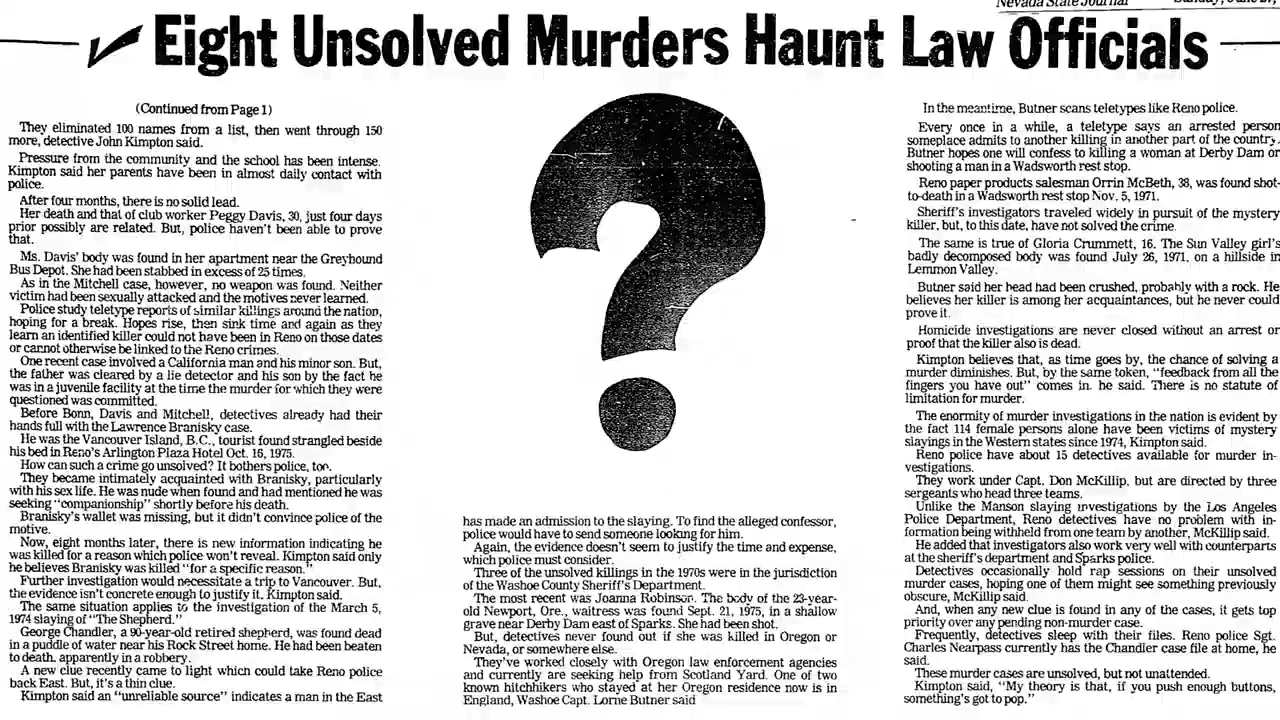 Nevada State Journal
Sunday, June 27,
Eight Unsolved Murders Haunt Law Officials
(Continued from Page 1)
They eliminated 100 names from a list, then went through 150
more, detective John Kimpton said.
Pressure from the community and the school has been intense.
Kimpton said her parents have been in almost daily contact with
police.
After four months, there is no solid lead.
Her death and that of club worker Peggy Davis, 30, just four days
prior possibly are related. But, police haven't been able to prove
that.
Ms. Davis' body was found in her apartment near the Greyhound
Bus Depot. She had been stabbed in excess of 25 times.
As in the Mitchell case, however, no weapon was found. Neither
victim had been sexually attacked and the motives never learned.
Police study teletype reports of similar killings around the nation,
hoping for a break. Hopes rise, then sink time and again as they
learn an identified killer could not have been in Reno on those dates
or cannot otherwise be linked to the Reno crimes.
One recent case involved a California man and his minor son. But,
the father was cleared by a lie detector and his son by the fact he
was in a juvenile facility at the time the murder for which they were
questioned was committed.
Before Bonn, Davis and Mitchell, detectives already had their
hands full with the Lawrence Branisky case.
He was the Vancouver Island, B.C., tourist found strangled beside
his bed in Reno's Arlington Plaza Hotel Oct. 16, 1975.
How can such a crime go unsolved? It bothers police, too.
They became intimately acquainted with Branisky, particularly
with his sex life. He was nude when found and had mentioned he was
seeking "companionship" shortly before his death.
Branisky's wallet was missing, but it didn't convince police of the
motive.
Now, eight months later, there is new information indicating he
was killed for a reason which police won't reveal. Kimpton said only
he believes Branisky was killed "for a specific reason."
Further investigation would necessitate a trip to Vancouver. But,
the evidence isn't concrete enough to justify it, Kimpton said.
The same situation applies to the investigation of the March 5,
1974 slaying of "The Shepherd."
George Chandler, a 90-year-old retired shepherd, was found dead
in a puddle of water near his Rock Street home. He had been beaten
to death, apparently in a robbery.
A new clue recently came to light which could take Reno police
back East. But, it's a thin clue.
Kimpton said an "unreliable source" indicates a man in the East
has made an admission to the slaying. To find the alleged confessor,
police would have to send someone looking for him.
Again, the evidence doesn't seem to justify the time and expense,
which police must consider.
Three of the unsolved killings in the 1970s were in the jurisdiction
of the Washoe County Sheriff's Department.
The most recent was Joanna Robinson. The body of the 23-year-
old Newport, Ore., waitress was found Sept. 21, 1975, in a shallow
grave near Derby Dam east of Sparks. She had been shot.
But, detectives never found out if she was killed in Oregon or
Nevada, or somewhere else.
They've worked closely with Oregon law enforcement agencies
and currently are seeking help from Scotland Yard. One of two
known hitchhikers who stayed at her Oregon residence now is in
England, Washoe Capt. Lorne Butner said
In the meantime, Butner scans teletypes like Reno police.
Every once in a while, a teletype says an arrested person
someplace admits to another killing in another part of the country.
Butner hopes one will confess to killing a woman at Derby Dam or
shooting a man in a Wadsworth rest stop.
Reno paper products salesman Orrin McBeth, 38, was found shot-
to-death in a Wadsworth rest stop Nov. 5, 1971.
Sheriff's investigators traveled widely in pursuit of the mystery
killer, but, to this date, have not solved the crime.
The same is true of Gloria Crummett, 16. The Sun Valley girl's
badly decomposed body was found July 26, 1971, on a hillside in
Lemmon Valley.
Butner said her head had been crushed, probably with a rock. He
believes her killer is among her acquaintances, but he never could
prove it.
Homicide investigations are never closed without an arrest or
proof that the killer also is dead.
Kimpton believes that, as time goes by, the chance of solving a
murder diminishes. But, by the same token, "feedback from all the
fingers you have out" comes in, he said. There is no statute of
limitation for murder.
The enormity of murder investigations in the nation is evident by
the fact 114 female persons alone have been victims of mystery
slayings in the Western states since 1974, Kimpton said.
Reno police have about 15 detectives available for murder in-
vestigations.
They work under Capt. Don McKillip, but are directed by three
sergeants who head three teams.
Unlike the Manson slaying investigations by the Los Angeles
Police Department, Reno detectives have no problem with in-
formation being withheld from one team by another, McKillip said.
He added that investigators also work very well with counterparts
at the sheriff's department and Sparks police.
Detectives occasionally hold rap sessions on their unsolved
murder cases, hoping one of them might see something previously
obscure, McKillip said.
And, when any new clue is found in any of the cases, it gets top
priority over any pending non-murder case.
Frequently, detectives sleep with their files. Reno police Sgt.
Charles Nearpass currently has the Chandler case file at home, he
said.
These murder cases are unsolved, but not unattended.
Kimpton said, "My theory is that, if you push enough buttons,
something's got to pop."